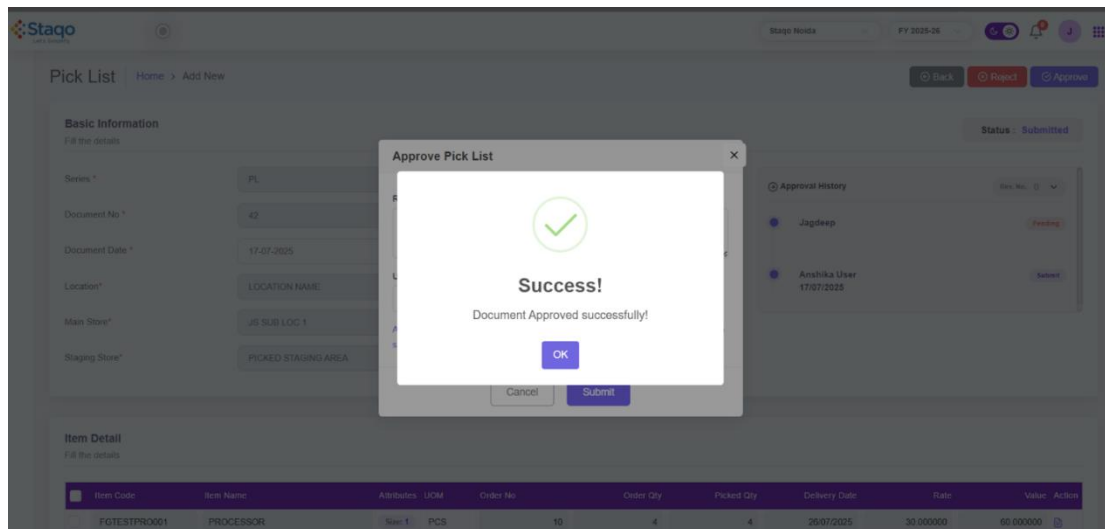 Staqo
Staqo Noida
FY 2025-26
J
Pick List
Home > Add New
Back
Reject
Approve
Basic Information
Fill the details
Status : Submitted
Approve Pick List
×
Series *
PL
Approval History
Rev. No. 0
Document No *
42
Jagdeep
Pending
Document Date *
17-07-2025
Success!
Anshika User
Submit
17/07/2025
Location*
LOCATION NAME
Document Approved successfully!
Main Store*
JS SUB LOC 1
OK
Staging Store*
PICKED STAGING AREA
Cancel
Submit
Item Detail
Fill the details
Item Code Item Name Attributes UOM Order No Order Qty Picked Qty Delivery Date Rate Value Action
FGTESTPRO001 PROCESSOR Size: 1 PCS 10 4 4 26/07/2025 30.000000 60.000000